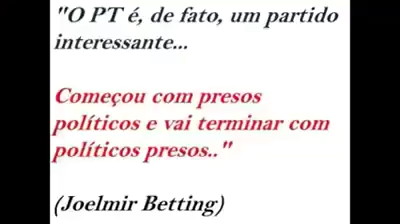 "O PT é, de fato, um partido
interessante...
Começou com presos
políticos e vai terminar com
políticos presos.."
(Joelmir Betting)